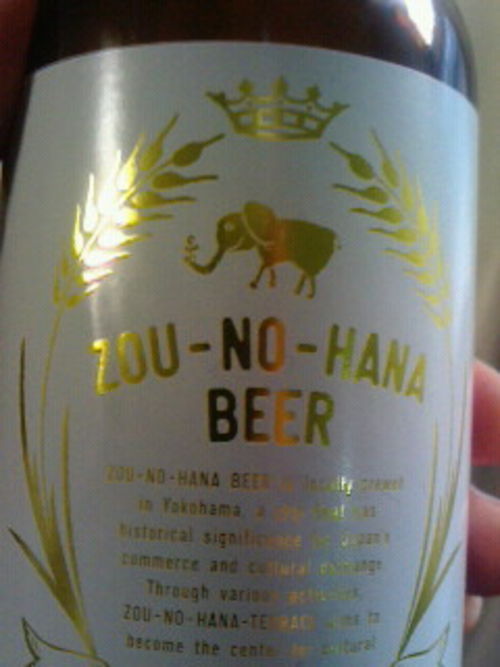 ZOU-NO-HANA
BEER
ZOU-NO-HANA BEER is locally brewed
in Yokohama, a city that has
historical significance for Japan's
commerce and cultural exchange.
Through various activities,
ZOU-NO-HANA-TERRACE aims to
become the center for cultural